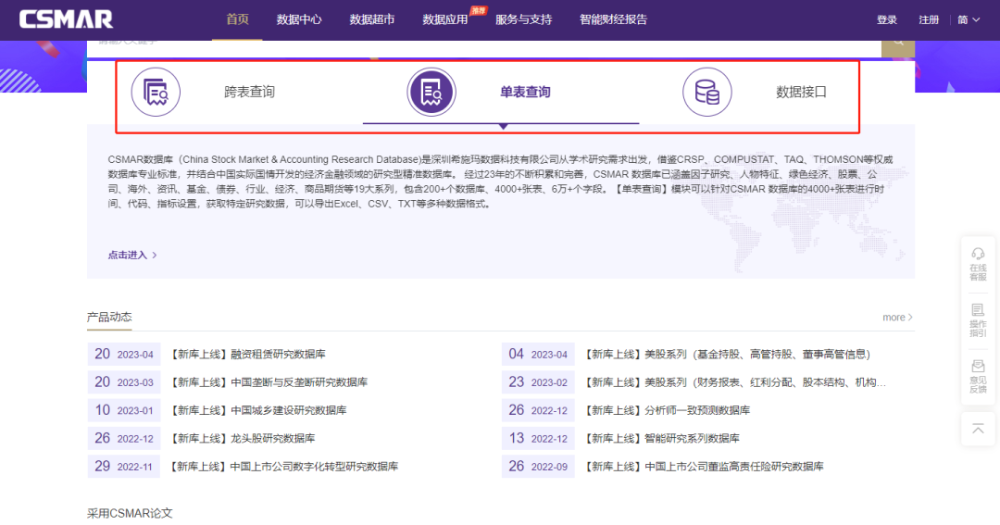 CSMAR
首页
数据中心
数据超市
数据应用
推荐
服务与支持
智能财经报告
登录
注册
简
跨表查询
单表查询
数据接口
CSMAR数据库（China Stock Market & Accounting Research Database)是深圳希施玛数据科技有限公司从学术研究需求出发，借鉴CRSP、COMPUSTAT、TAQ、THOMSON等权威
数据库专业标准，并结合中国实际国情开发的经济金融领域的研究型精准数据库。 经过23年的不断积累和完善，CSMAR 数据库已涵盖因子研究、人物特征、绿色经济、股票、公
司、海外、资讯、基金、债券、行业、经济、商品期货等19大系列，包含200+个数据库、4000+张表、6万+个字段。【单表查询】模块可以针对CSMAR 数据库的4000+张表进行时
间、代码、指标设置，获取特定研究数据，可以导出Excel、CSV、TXT等多种数据格式。
点击进入
产品动态
more
20 2023-04 【新库上线】融资租赁研究数据库
04 2023-04 【新库上线】美股系列（基金持股、高管持股、董事高管信息）
20 2023-03 【新库上线】中国垄断与反垄断研究数据库
23 2023-02 【新库上线】美股系列（财务报表、红利分配、股本结构、机构...
10 2023-01 【新库上线】中国城乡建设研究数据库
26 2022-12 【新库上线】分析师一致预测数据库
26 2022-12 【新库上线】龙头股研究数据库
13 2022-12 【新库上线】智能研究系列数据库
29 2022-11 【新库上线】中国上市公司数字化转型研究数据库
26 2022-09 【新库上线】中国上市公司董监高责任险研究数据库
采用CSMAR论文
在线
客服
操作
指引
意见
反馈